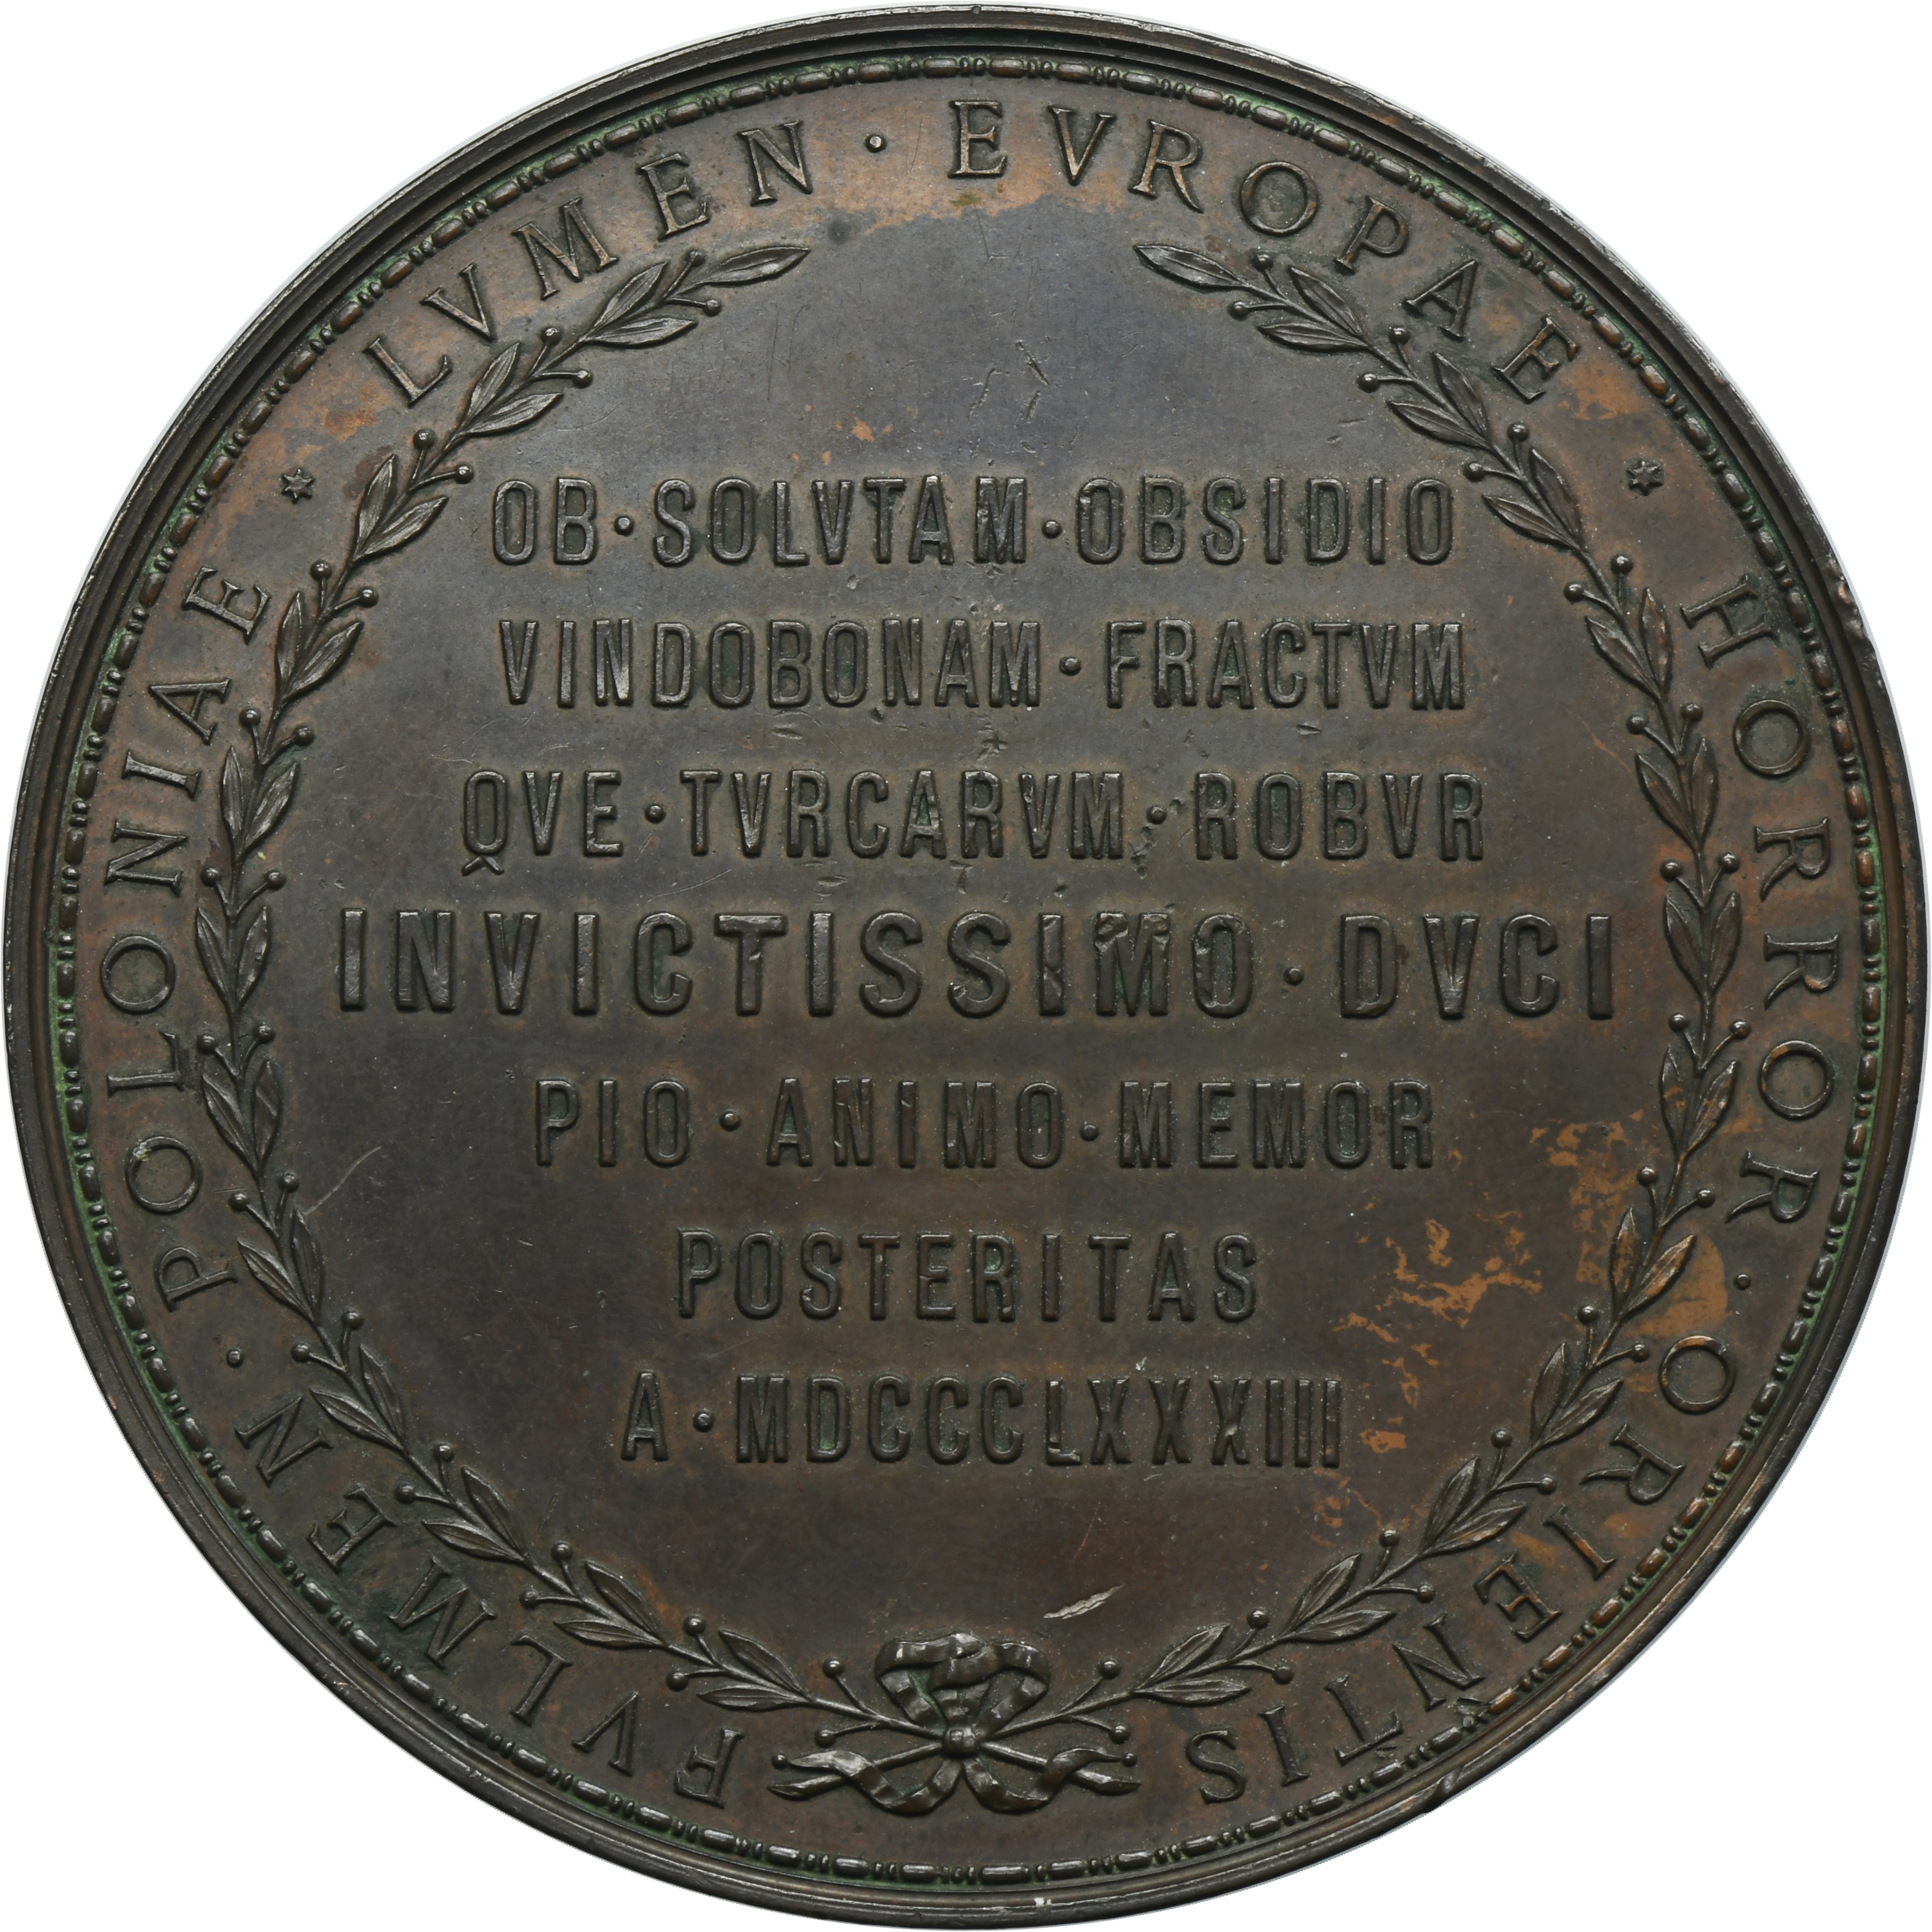 FVLMEN · POLONIAE * LVMEN · EVROPAE * HORROR · ORIENTIS
OB · SOLVTAM · OBSIDIO
VINDOBONAM · FRACTVM
QVE · TVRCARVM · ROBVR
INVICTISSIMO · DVCI
PIO · ANIMO · MEMOR
POSTERITAS
A · MDCCCLXXXIII